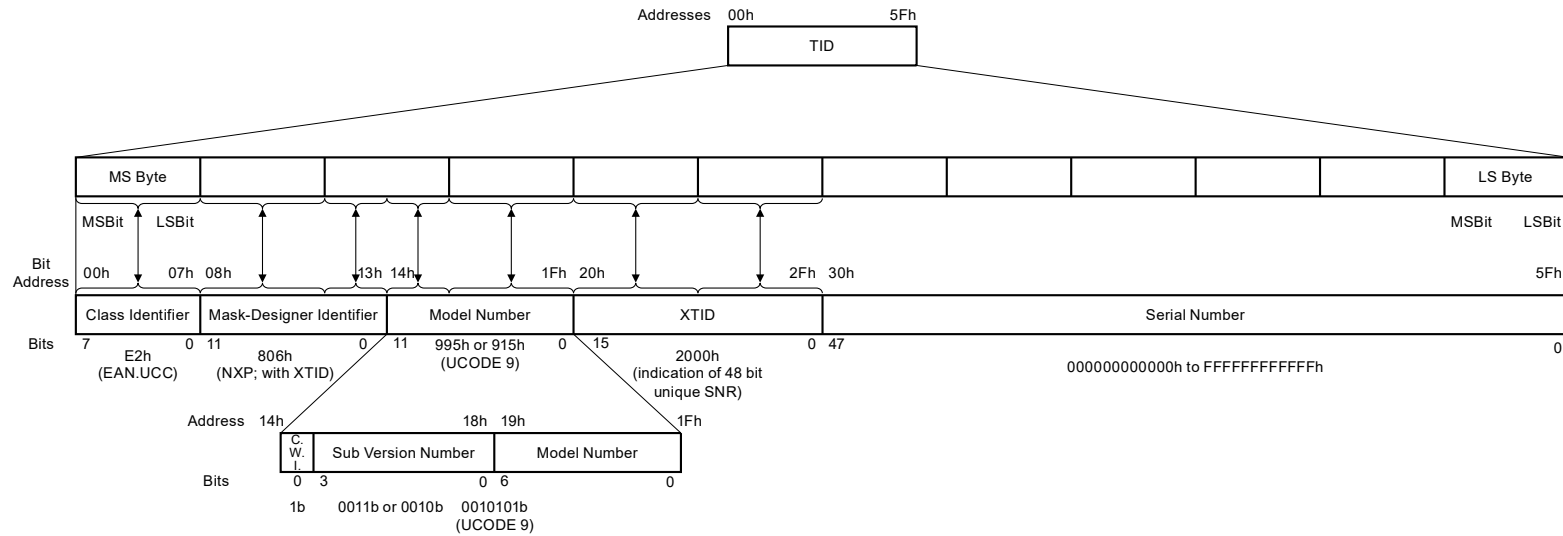 Addresses 00h 5Fh
TID
MS Byte LS Byte
MSBit LSBit MSBit LSBit
Bit
Address
00h 07h 08h 13h 14h 1Fh 20h 2Fh 30h 5Fh
Class Identifier Mask-Designer Identifier Model Number XTID Serial Number
Bits 7 0 11 0 11 0 15 0 47 0
E2h
(EAN.UCC)
806h
(NXP; with XTID)
995h or 915h
(UCODE 9)
2000h
(indication of 48 bit
unique SNR)
000000000000h to FFFFFFFFFFFFh
Address 14h 18h 19h 1Fh
C.
W.
I.
Sub Version Number Model Number
Bits 0 3 0 6 0
1b 0011b or 0010b 0010101b
(UCODE 9)